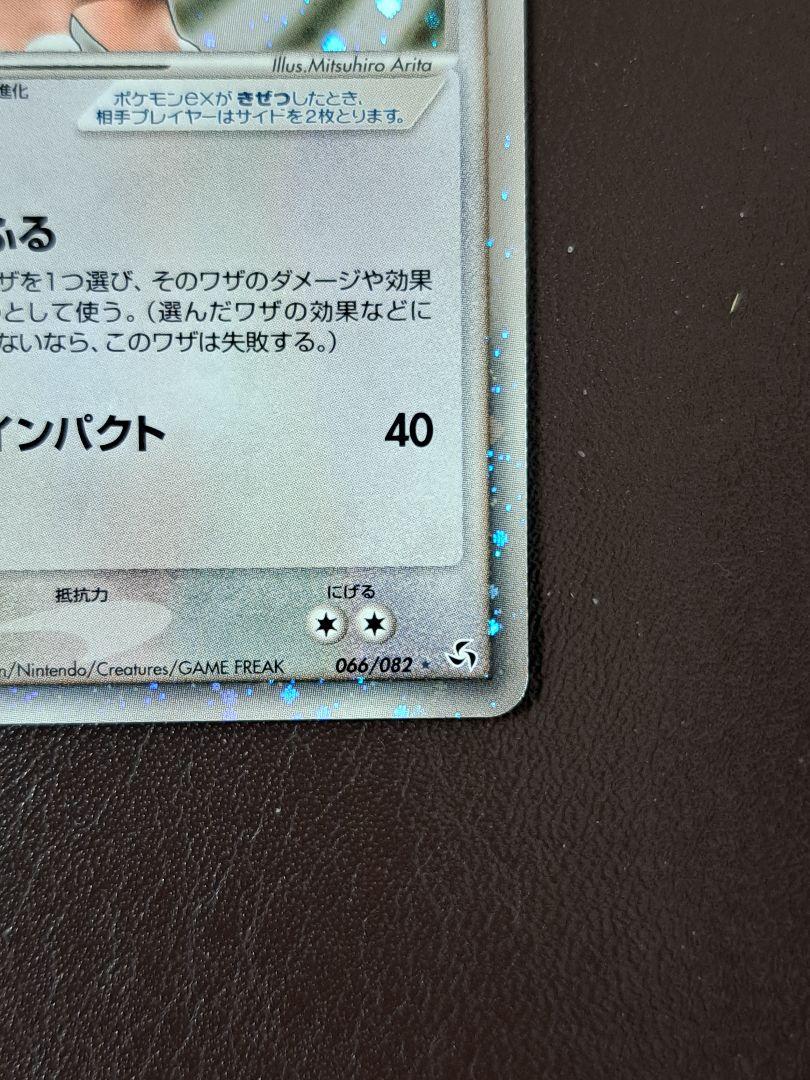 Illus.Mitsuhiro Arita
進化
ポケモンexが きぜつしたとき、
相手プレイヤーはサイドを2枚とります。
ふる
ザを1つ選び、そのワザのダメージや効果
として使う。（選んだワザの効果などに
ないなら、このワザは失敗する。）
インパクト 40
抵抗力 にげる
n/Nintendo/Creatures/GAME FREAK 066/082 ★